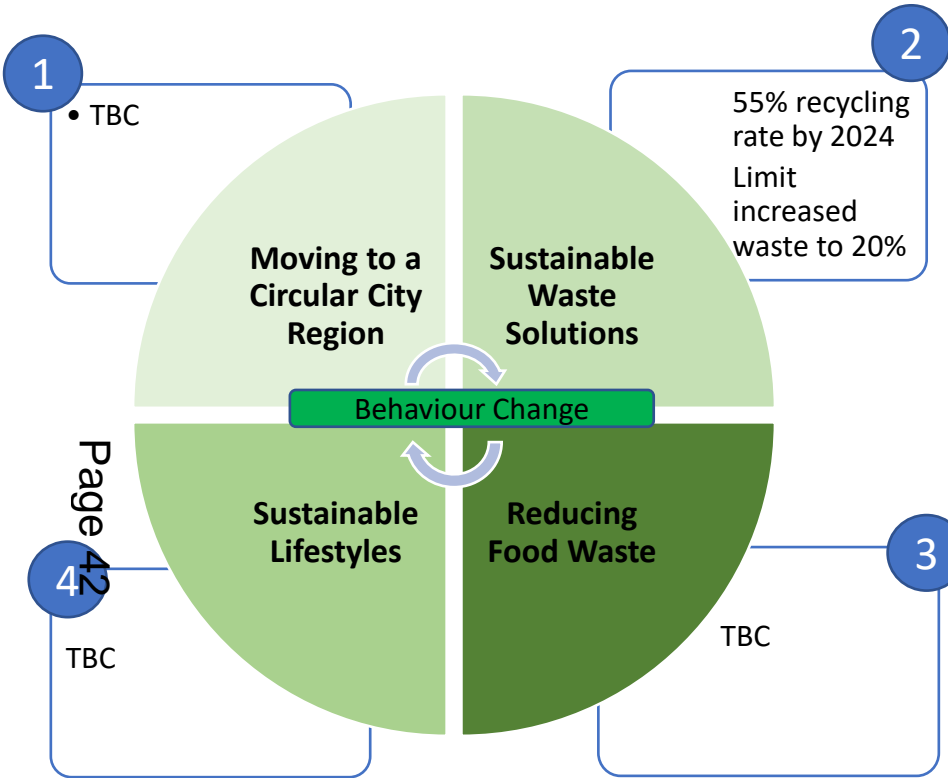 1
• TBC
2
55% recycling
rate by 2024
Limit
increased
waste to 20%
Moving to a
Circular City
Region
Sustainable
Waste
Solutions
Behaviour Change
Sustainable
Lifestyles
Reducing
Food Waste
3
TBC
4
TBC
Page 42